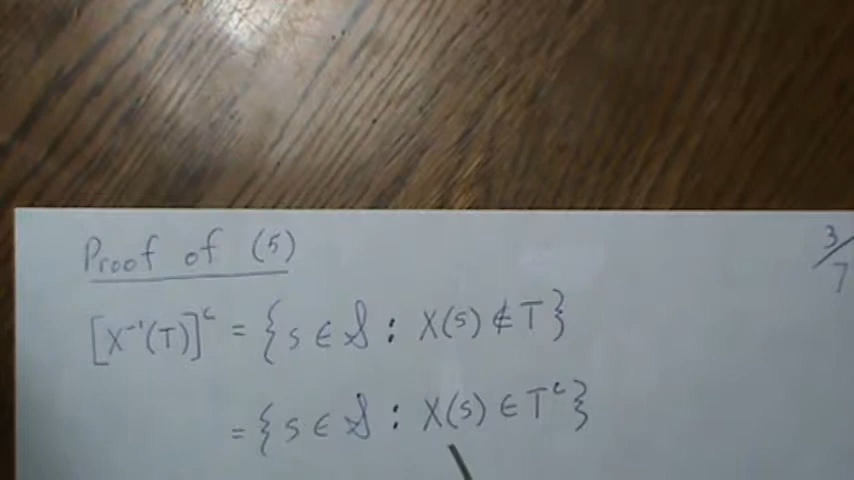 Proof of (5)
3/7
[X⁻¹(T)]ᶜ = {s ∈ 𝒮 : X(s) ∉ T}
= {s ∈ 𝒮 : X(s) ∈ Tᶜ}